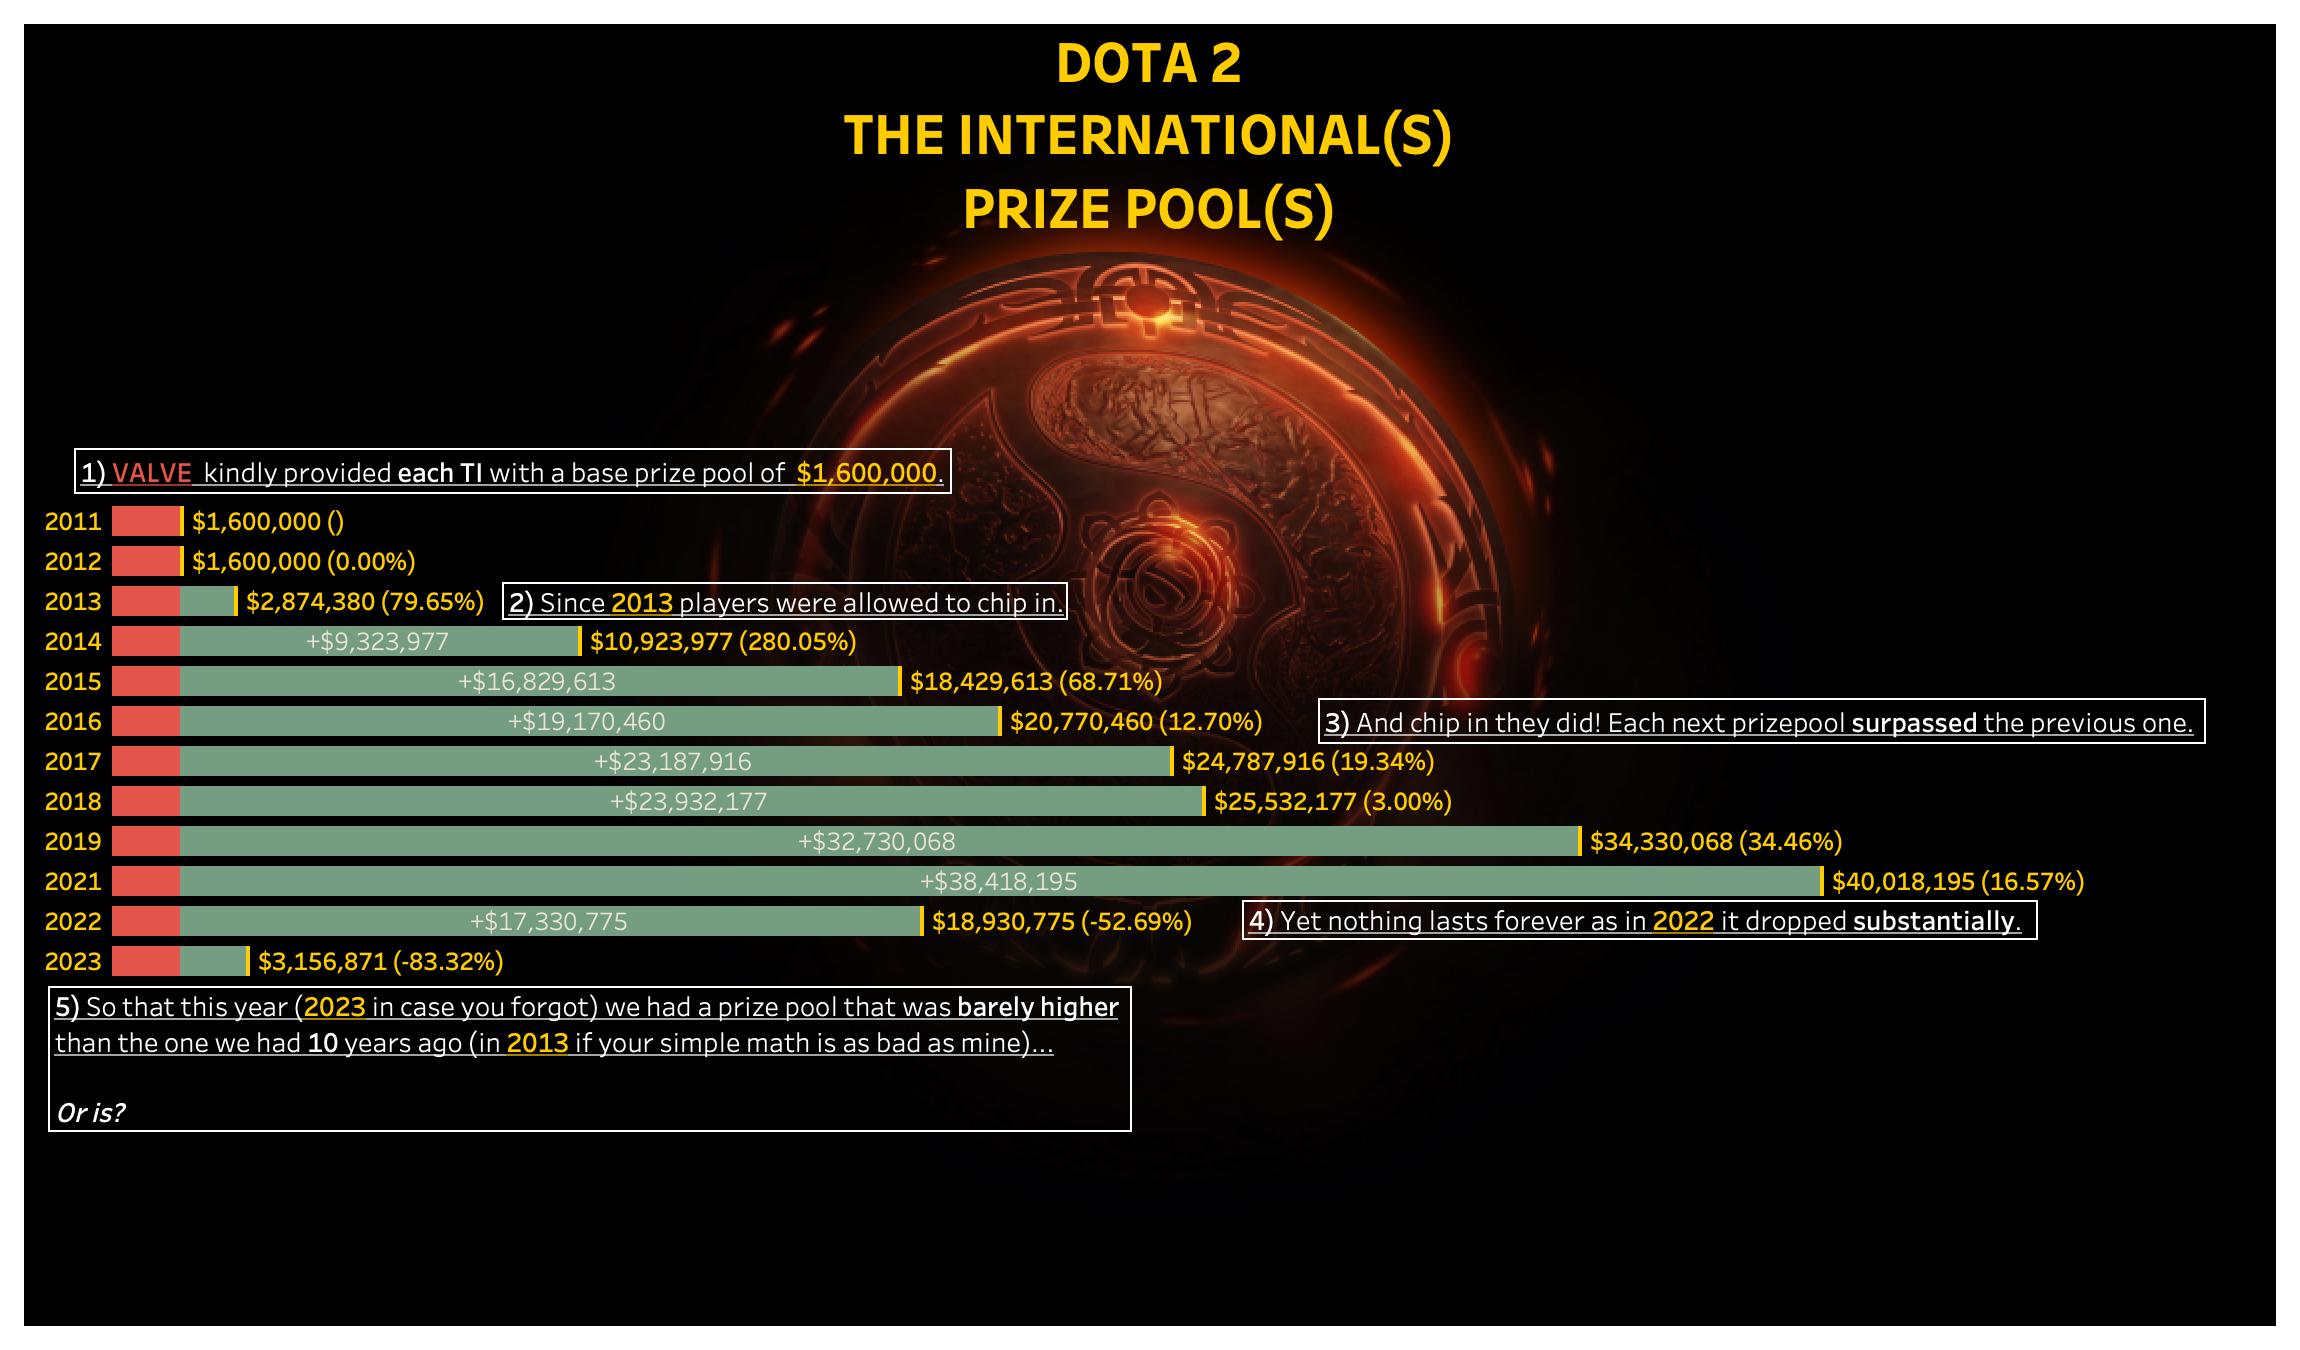 DOTA 2
THE INTERNATIONAL(S)
PRIZE POOL(S)
1) VALVE kindly provided each TI with a base prize pool of $1,600,000.
2011 $1,600,000 ()
2012 $1,600,000 (0.00%)
2013 $2,874,380 (79.65%) 2) Since 2013 players were allowed to chip in.
2014 +$9,323,977 $10,923,977 (280.05%)
2015 +$16,829,613 $18,429,613 (68.71%)
2016 +$19,170,460 $20,770,460 (12.70%) 3) And chip in they did! Each next prizepool surpassed the previous one.
2017 +$23,187,916 $24,787,916 (19.34%)
2018 +$23,932,177 $25,532,177 (3.00%)
2019 +$32,730,068 $34,330,068 (34.46%)
2021 +$38,418,195 $40,018,195 (16.57%)
2022 +$17,330,775 $18,930,775 (-52.69%) 4) Yet nothing lasts forever as in 2022 it dropped substantially.
2023 $3,156,871 (-83.32%)
5) So that this year (2023 in case you forgot) we had a prize pool that was barely higher
than the one we had 10 years ago (in 2013 if your simple math is as bad as mine)...
Or is?